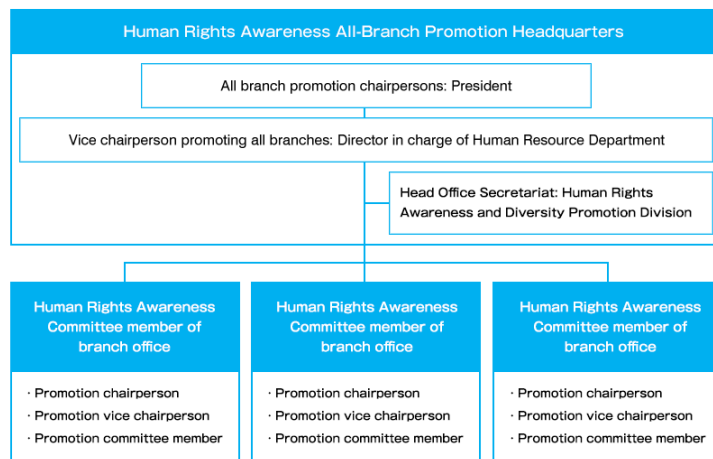 Human Rights Awareness All-Branch Promotion Headquarters
All branch promotion chairpersons: President
Vice chairperson promoting all branches: Director in charge of Human Resource Department
Head Office Secretariat: Human Rights
Awareness and Diversity Promotion Division
Human Rights Awareness
Committee member of
branch office
· Promotion chairperson
· Promotion vice chairperson
· Promotion committee member
Human Rights Awareness
Committee member of
branch office
· Promotion chairperson
· Promotion vice chairperson
· Promotion committee member
Human Rights Awareness
Committee member of
branch office
· Promotion chairperson
· Promotion vice chairperson
· Promotion committee member